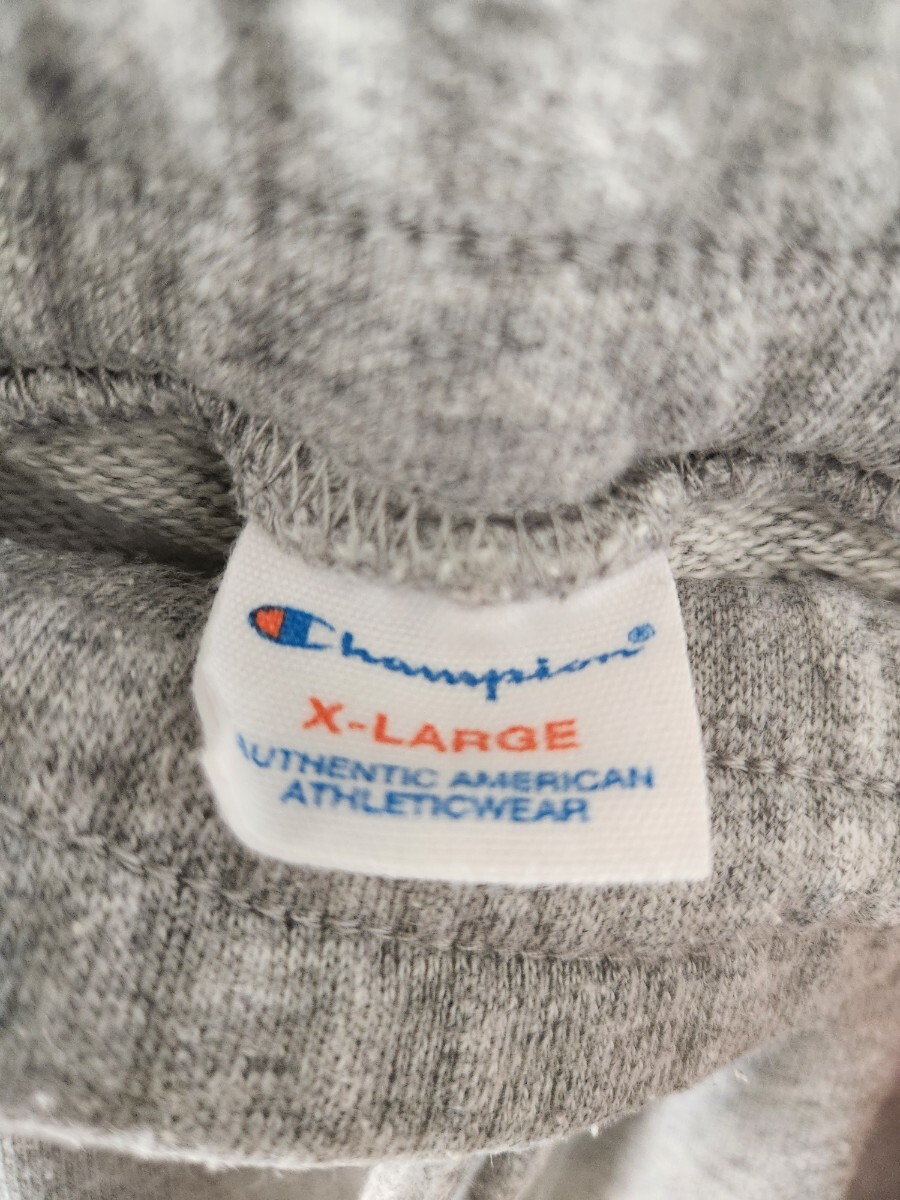 Champion®
X-LARGE
AUTHENTIC AMERICAN
ATHLETICWEAR